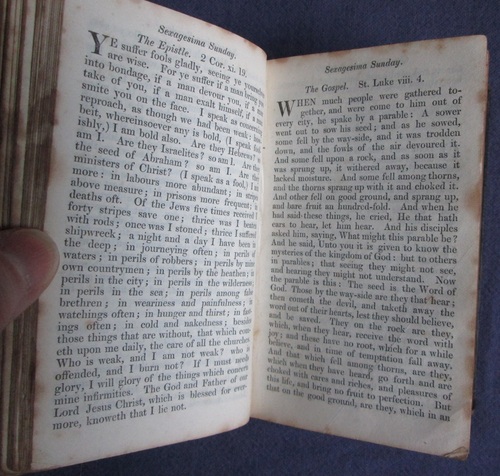 Sexagesima Sunday.
The Epistle. 2 Cor. xi. 19.
YE suffer fools gladly, seeing ye yourselves
are wise. For ye suffer if a man bring you
into bondage, if a man devour you, if a man
take of you, if a man exalt himself, if a man
smite you on the face. I speak as concerning
reproach, as though we had been weak: how-
beit, whereinsoever any is bold, (I speak fool-
ishly,) I am bold also. Are they Hebrews? so
am I. Are they Israelites? so am I. Are they
the seed of Abraham? so am I. Are they
ministers of Christ? (I speak as a fool,) I am
more: in labours more abundant; in stripes
above measure; in prisons more frequent; in
deaths oft. Of the Jews five times received I
forty stripes save one; thrice was I beaten
with rods; once was I stoned; thrice I suffered
shipwreck; a night and a day I have been in
the deep; in journeying often; in perils of
waters; in perils of robbers; in perils by mine
own countrymen; in perils by the heathen; in
perils in the city; in perils in the wilderness;
in perils in the sea; in perils among false
brethren; in weariness and painfulness; in
watchings often; in hunger and thirst; in fast-
ings often; in cold and nakedness; beside
those things that are without, that which com-
eth upon me daily, the care of all the churches.
Who is weak, and I am not weak? who is
offended, and I burn not? If I must needs
glory, I will glory of the things which concern
mine infirmities. The God and Father of our
Lord Jesus Christ, which is blessed for ever-
more, knoweth that I lie not.
Sexagesima Sunday.
The Gospel. St. Luke viii. 4.
WHEN much people were gathered to-
gether, and were come to him out of
every city, he spake by a parable: A sower
went out to sow his seed; and as he sowed,
some fell by the way-side, and it was trodden
down, and the fowls of the air devoured it.
And some fell upon a rock, and as soon as it
was sprung up, it withered away, because it
lacked moisture. And some fell among thorns,
and the thorns sprang up with it and choked it.
And other fell on good ground, and sprang up,
and bare fruit an hundred-fold. And when he
had said these things, he cried, He that hath
ears to hear, let him hear. And his disciples
asked him, saying, What might this parable be?
And he said, Unto you it is given to know the
mysteries of the kingdom of God: but to others
in parables; that seeing they might not see,
and hearing they might not understand. Now
the parable is this: The seed is the Word of
God. Those by the way-side are they that hear;
then cometh the devil, and taketh away the
word out of their hearts, lest they should believe,
and be saved. They on the rock are they,
which, when they hear, receive the word with
joy; and these have no root, which for a while
believe, and in time of temptation fall away.
And that which fell among thorns, are they,
which when they have heard, go forth and are
choked with cares and riches, and pleasures of
this life, and bring no fruit to perfection. But
that on the good ground, are they, which in an